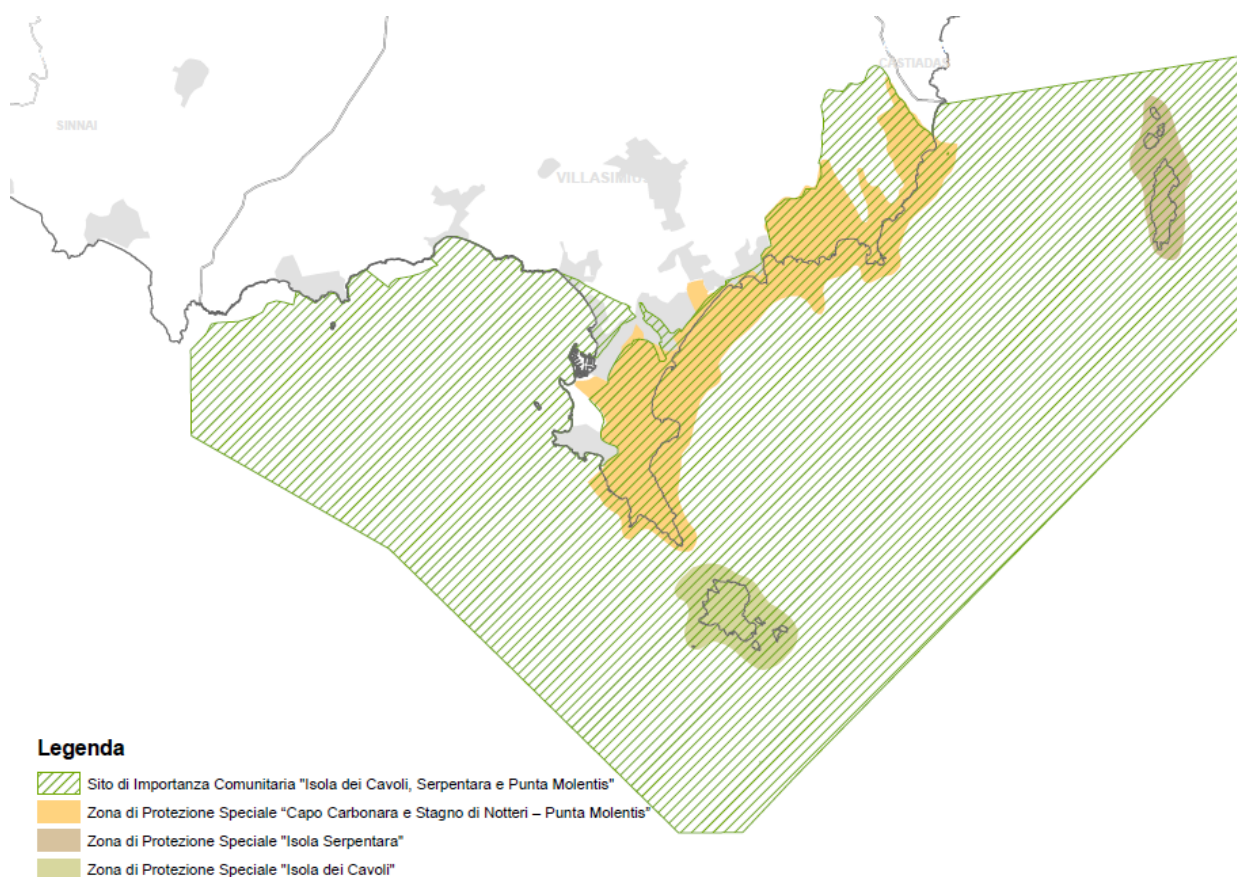 CASTIADAS
SINNAI
VILLASIMIUS
Legenda
Sito di Importanza Comunitaria "Isola dei Cavoli, Serpentara e Punta Molentis"
Zona di Protezione Speciale “Capo Carbonara e Stagno di Notteri – Punta Molentis”
Zona di Protezione Speciale "Isola Serpentara"
Zona di Protezione Speciale "Isola dei Cavoli"